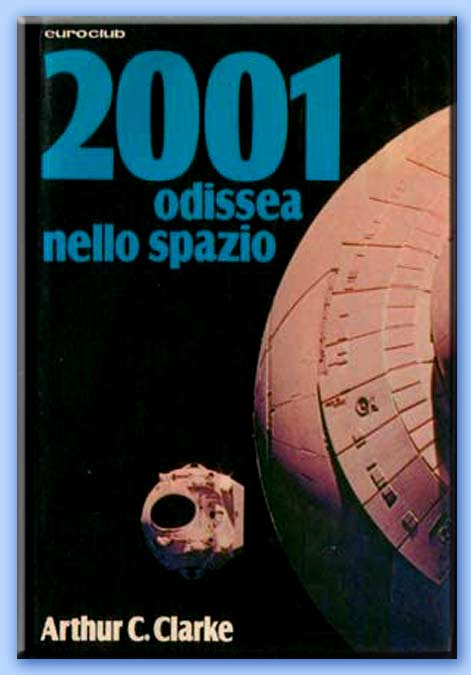 euroclub
2001
odissea
nello spazio
Arthur C. Clarke